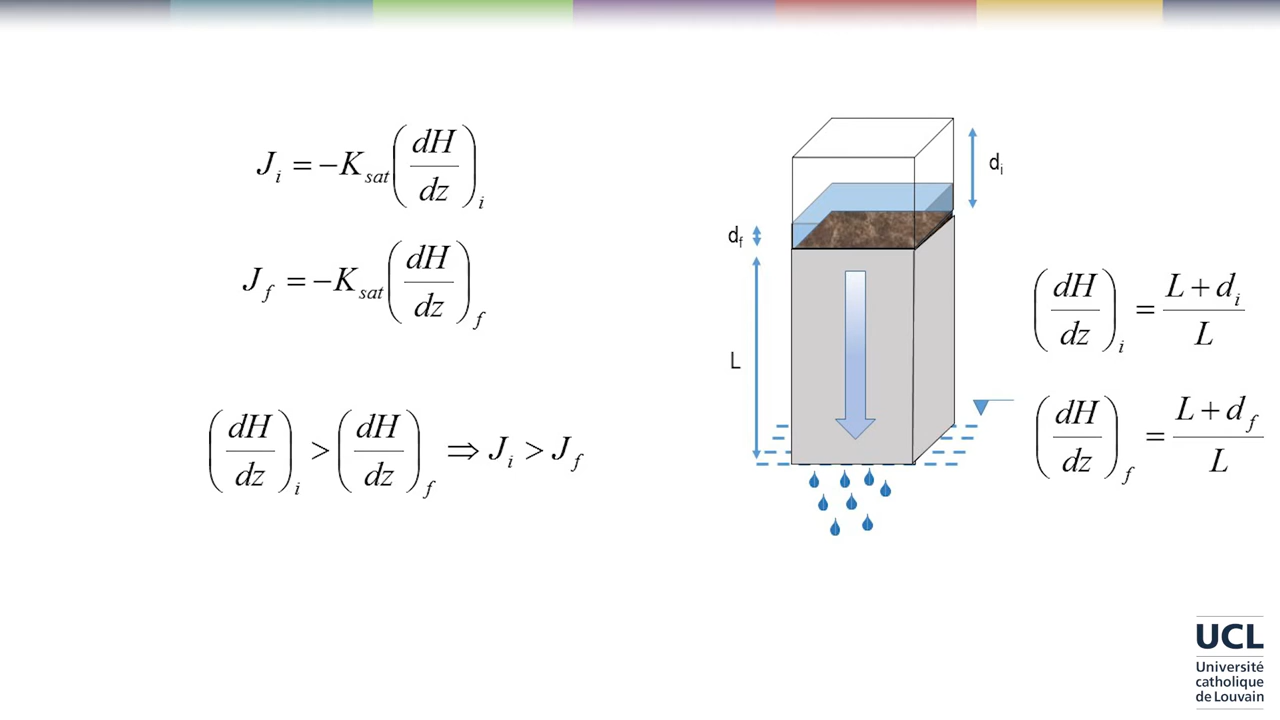 J_i = −K_sat (dH/dz)_i
J_f = −K_sat (dH/dz)_f
(dH/dz)_i > (dH/dz)_f ⇒ J_i > J_f
d_i
d_f
L
(dH/dz)_i = (L + d_i)/L
(dH/dz)_f = (L + d_f)/L
UCL
Université
catholique
de Louvain